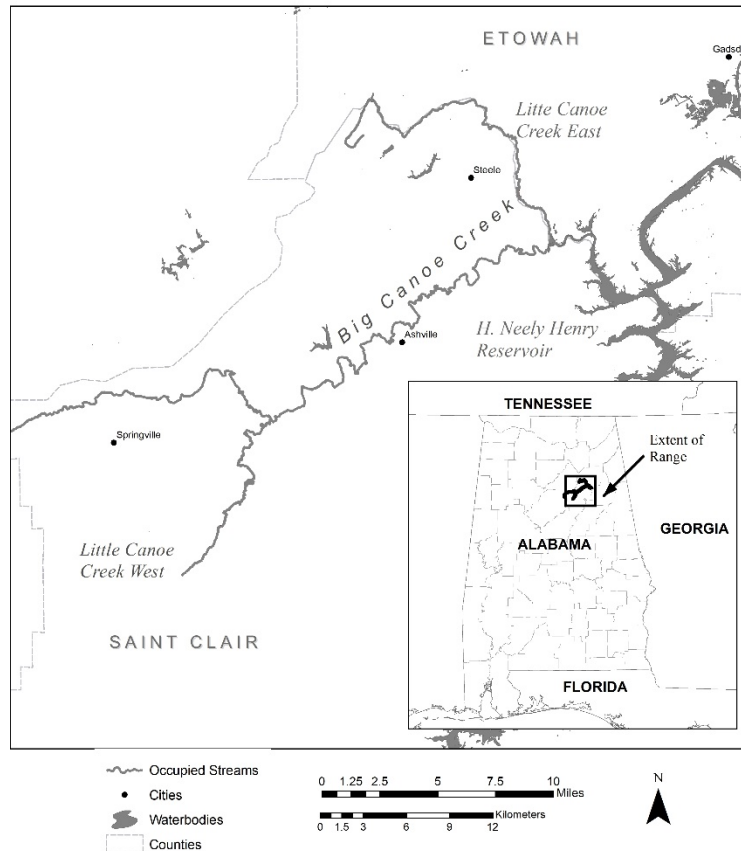 ETOWAH
Gadsd
Litte Canoe
Creek East
Steele
Big Canoe Creek
Ashville
H. Neely Henry
Reservoir
Springville
Little Canoe
Creek West
SAINT CLAIR
TENNESSEE
Extent of
Range
ALABAMA
GEORGIA
FLORIDA
Occupied Streams
Cities
Waterbodies
Counties
0 1.25 2.5 5 7.5 10
Miles
Kilometers
0 1.5 3 6 9 12
N